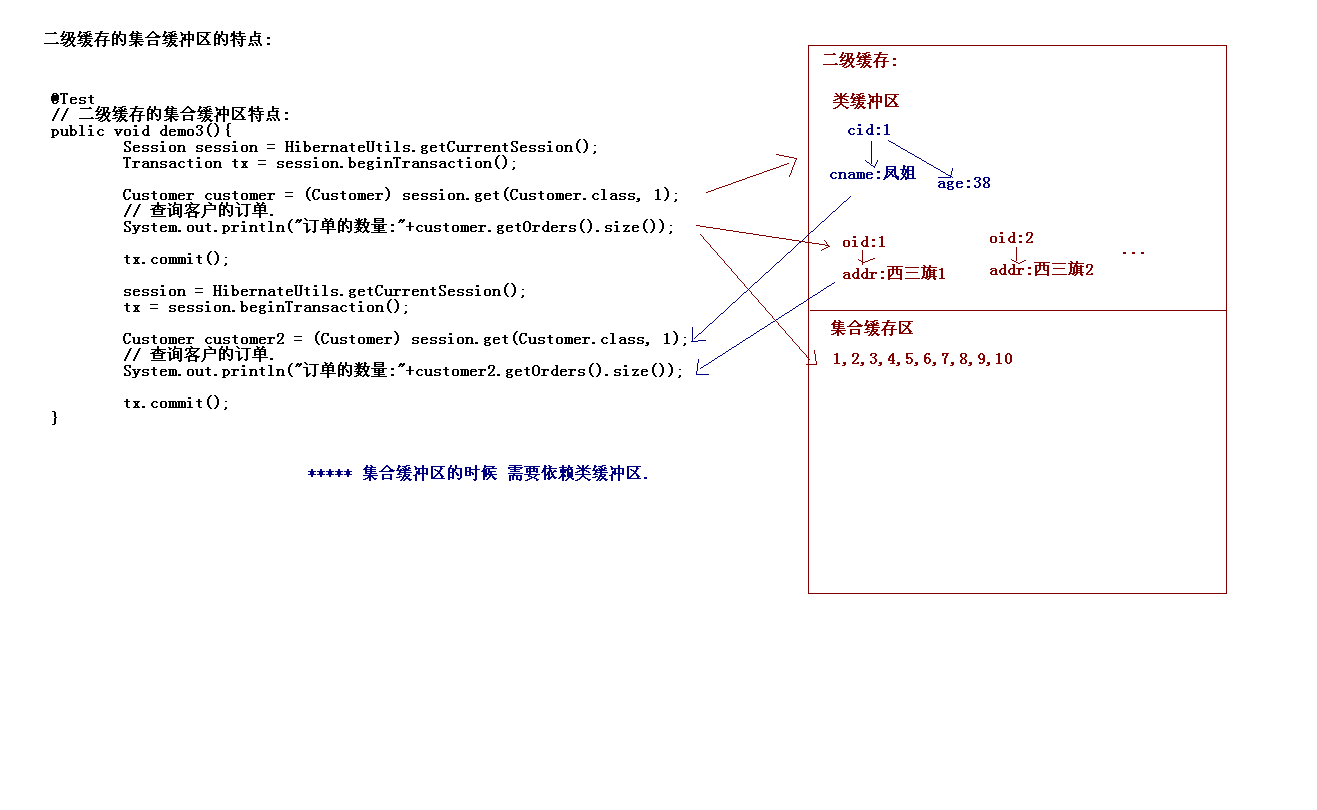 二级缓存的集合缓冲区的特点:
@Test
// 二级缓存的集合缓冲区特点:
public void demo3(){
Session session = HibernateUtils.getCurrentSession();
Transaction tx = session.beginTransaction();
Customer customer = (Customer) session.get(Customer.class, 1);
// 查询客户的订单.
System.out.println("订单的数量:"+customer.getOrders().size());
tx.commit();
session = HibernateUtils.getCurrentSession();
tx = session.beginTransaction();
Customer customer2 = (Customer) session.get(Customer.class, 1);
// 查询客户的订单.
System.out.println("订单的数量:"+customer2.getOrders().size());
tx.commit();
}
***** 集合缓冲区的时候 需要依赖类缓冲区.
二级缓存:
类缓冲区
cid:1
cname:凤姐
age:38
oid:1
oid:2
...
addr:西三旗1
addr:西三旗2
集合缓存区
1,2,3,4,5,6,7,8,9,10